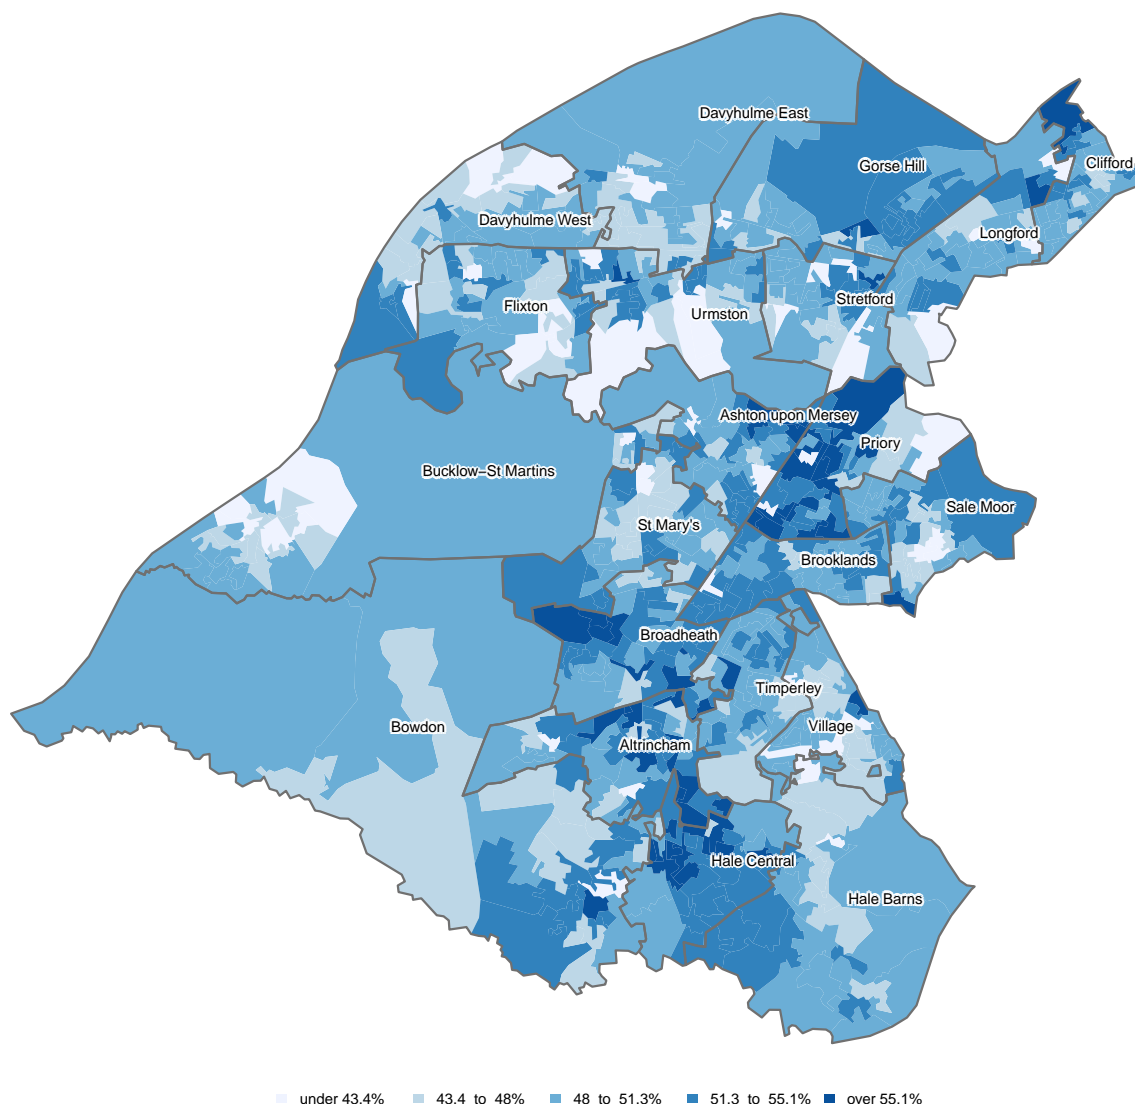 Davyhulme East
Gorse Hill
Clifford
Davyhulme West
Longford
Flixton
Stretford
Urmston
Ashton upon Mersey
Priory
Bucklow–St Martins
Sale Moor
St Mary's
Brooklands
Broadheath
Timperley
Bowdon
Village
Altrincham
Hale Central
Hale Barns
under 43.4% 43.4 to 48% 48 to 51.3% 51.3 to 55.1% over 55.1%